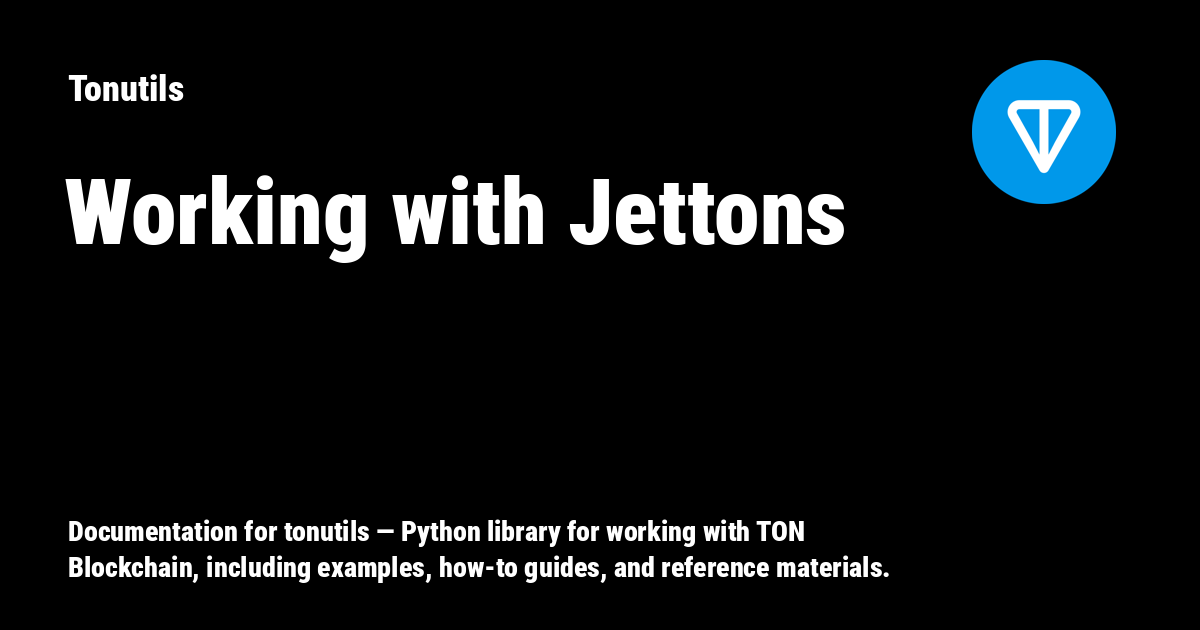 Tonutils
Working with Jettons
Documentation for tonutils — Python library for working with TON
Blockchain, including examples, how-to guides, and reference materials.